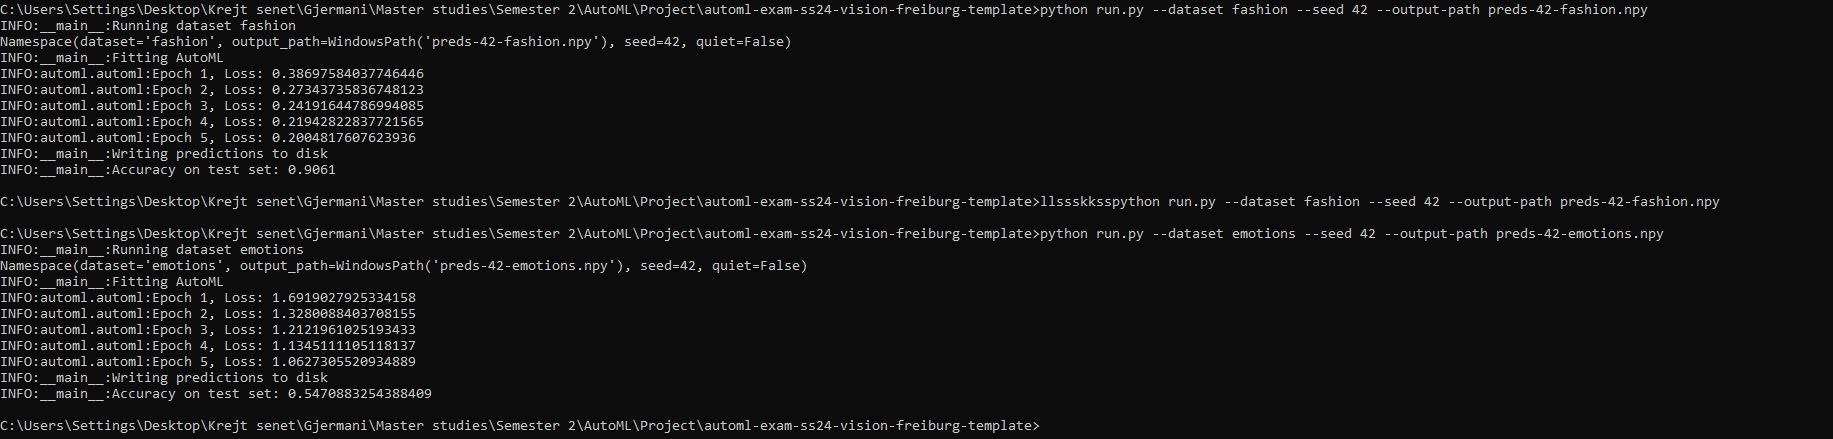 C:\Users\Settings\Desktop\Krejt senet\Gjermani\Master studies\Semester 2\AutoML\Project\automl-exam-ss24-vision-freiburg-template>python run.py --dataset fashion --seed 42 --output-path preds-42-fashion.npy
INFO:__main__:Running dataset fashion
Namespace(dataset='fashion', output_path=WindowsPath('preds-42-fashion.npy'), seed=42, quiet=False)
INFO:__main__:Fitting AutoML
INFO:automl.automl:Epoch 1, Loss: 0.38697584037746446
INFO:automl.automl:Epoch 2, Loss: 0.27343735836748123
INFO:automl.automl:Epoch 3, Loss: 0.24191644786994085
INFO:automl.automl:Epoch 4, Loss: 0.21942822837721565
INFO:automl.automl:Epoch 5, Loss: 0.2004817607623936
INFO:__main__:Writing predictions to disk
INFO:__main__:Accuracy on test set: 0.9061
C:\Users\Settings\Desktop\Krejt senet\Gjermani\Master studies\Semester 2\AutoML\Project\automl-exam-ss24-vision-freiburg-template>llssskksspython run.py --dataset fashion --seed 42 --output-path preds-42-fashion.npy
C:\Users\Settings\Desktop\Krejt senet\Gjermani\Master studies\Semester 2\AutoML\Project\automl-exam-ss24-vision-freiburg-template>python run.py --dataset emotions --seed 42 --output-path preds-42-emotions.npy
INFO:__main__:Running dataset emotions
Namespace(dataset='emotions', output_path=WindowsPath('preds-42-emotions.npy'), seed=42, quiet=False)
INFO:__main__:Fitting AutoML
INFO:automl.automl:Epoch 1, Loss: 1.6919027925334158
INFO:automl.automl:Epoch 2, Loss: 1.3280088403708155
INFO:automl.automl:Epoch 3, Loss: 1.2121961025193433
INFO:automl.automl:Epoch 4, Loss: 1.1345111105118137
INFO:automl.automl:Epoch 5, Loss: 1.0627305520934889
INFO:__main__:Writing predictions to disk
INFO:__main__:Accuracy on test set: 0.5470883254388409
C:\Users\Settings\Desktop\Krejt senet\Gjermani\Master studies\Semester 2\AutoML\Project\automl-exam-ss24-vision-freiburg-template>